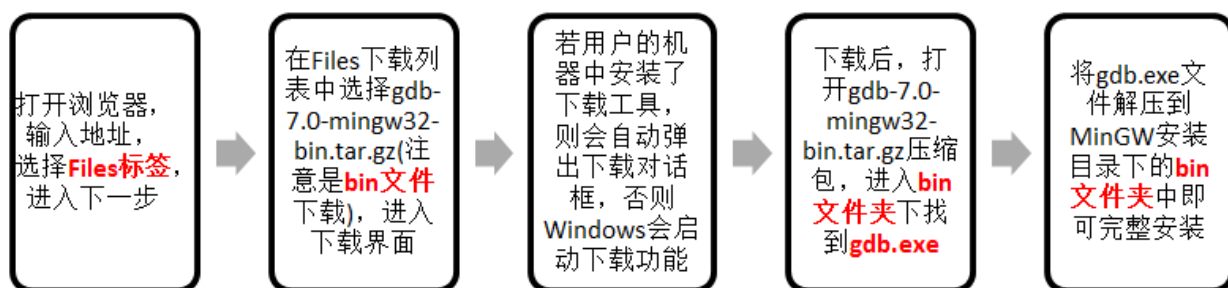 打开浏览器，
输入地址，
选择Files标签，
进入下一步
在Files下载列
表中选择gdb-
7.0-mingw32-
bin.tar.gz(注
意是bin文件
下载)，进入
下载界面
若用户的机
器中安装了
下载工具，
则会自动弹
出下载对话
框，否则
Windows会启
动下载功能
下载后，打
开gdb-7.0-
mingw32-
bin.tar.gz压缩
包，进入bin
文件夹下找
到gdb.exe
将gdb.exe文
件解压到
MinGW安装
目录下的bin
文件夹中即
可完整安装